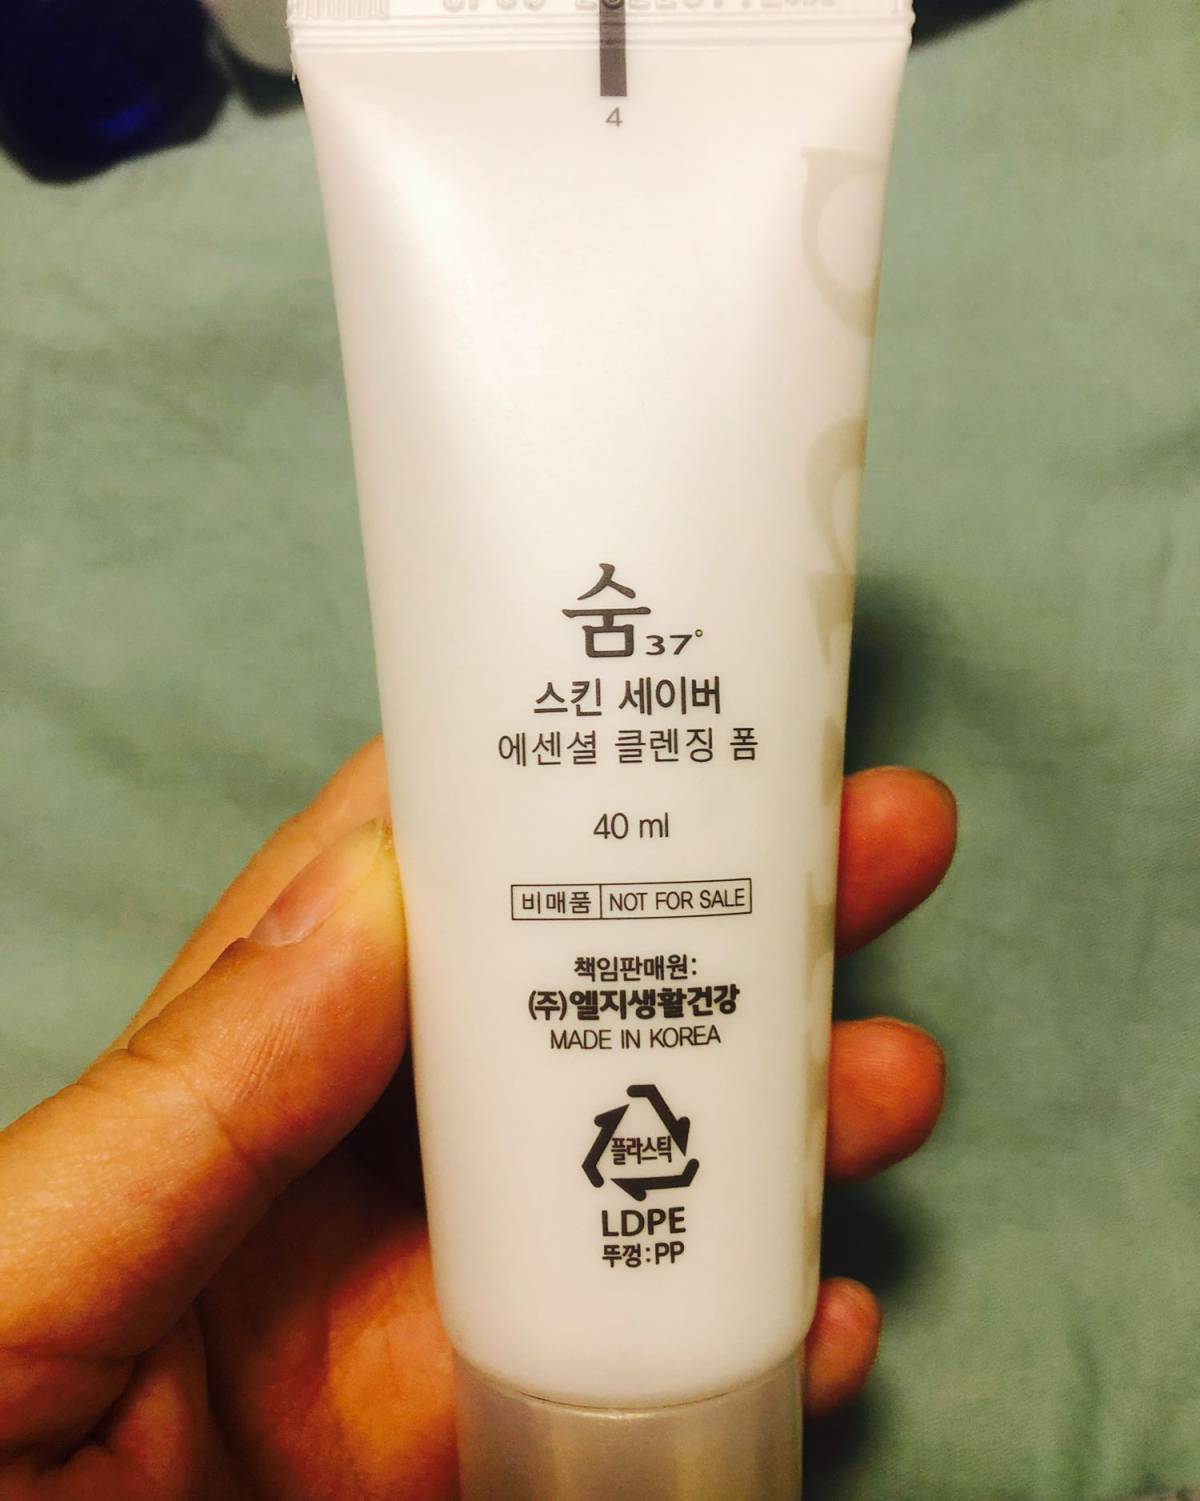 4
숨37°
스킨 세이버
에센셜 클렌징 폼
40 ml
비매품 NOT FOR SALE
책임판매원:
(주)엘지생활건강
MADE IN KOREA
플라스틱
LDPE
뚜껑:PP